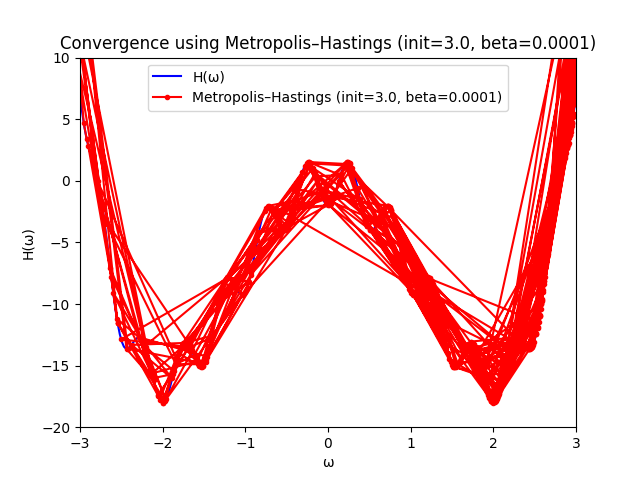 Convergence using Metropolis–Hastings (init=3.0, beta=0.0001)
H(ω)
Metropolis–Hastings (init=3.0, beta=0.0001)
10
5
0
−5
−10
−15
−20
H(ω)
−3
−2
−1
0
1
2
3
ω